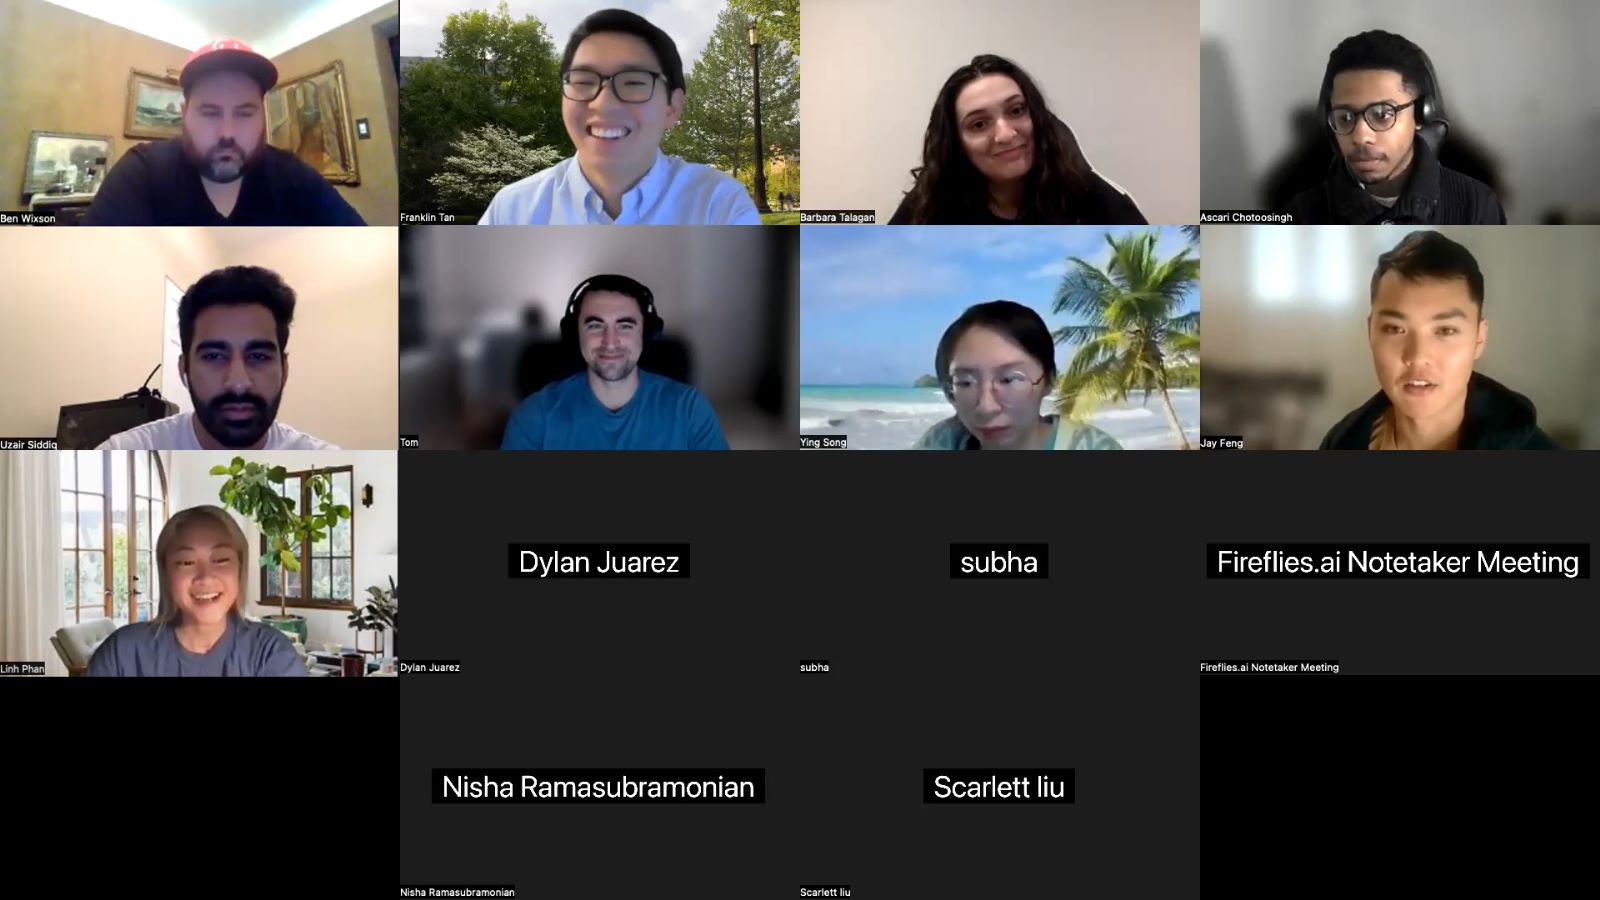 Ben Wixson
Franklin Tan
Barbara Talagan
Ascari Chotoosingh
Uzair Siddiq
Tom
Ying Song
Jay Feng
Linh Phan
Dylan Juarez
Dylan Juarez
subha
subha
Fireflies.ai Notetaker Meeting
Fireflies.ai Notetaker Meeting
Nisha Ramasubramonian
Nisha Ramasubramonian
Scarlett liu
Scarlett liu